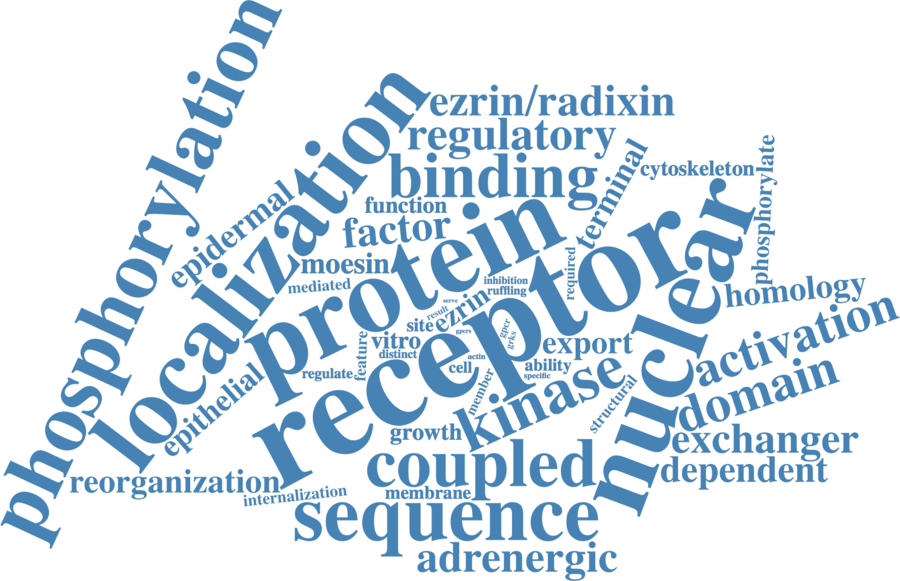 phosphorylation
localization
ezrin/radixin
regulatory
binding
terminal
cytoskeleton
phosphorylate
epidermal
function
factor
protein
receptor
nuclear
moesin
mediated
inhibition
ruffling
required
homology
serve
result
ezrin
site
gpcrs
gpcr
grks
vitro
feature
distinct
actin
export
activation
regulate
cell
ability
specific
epithelial
member
kinase
structural
domain
growth
exchanger
coupled
dependent
reorganization
internalization
membrane
sequence
adrenergic